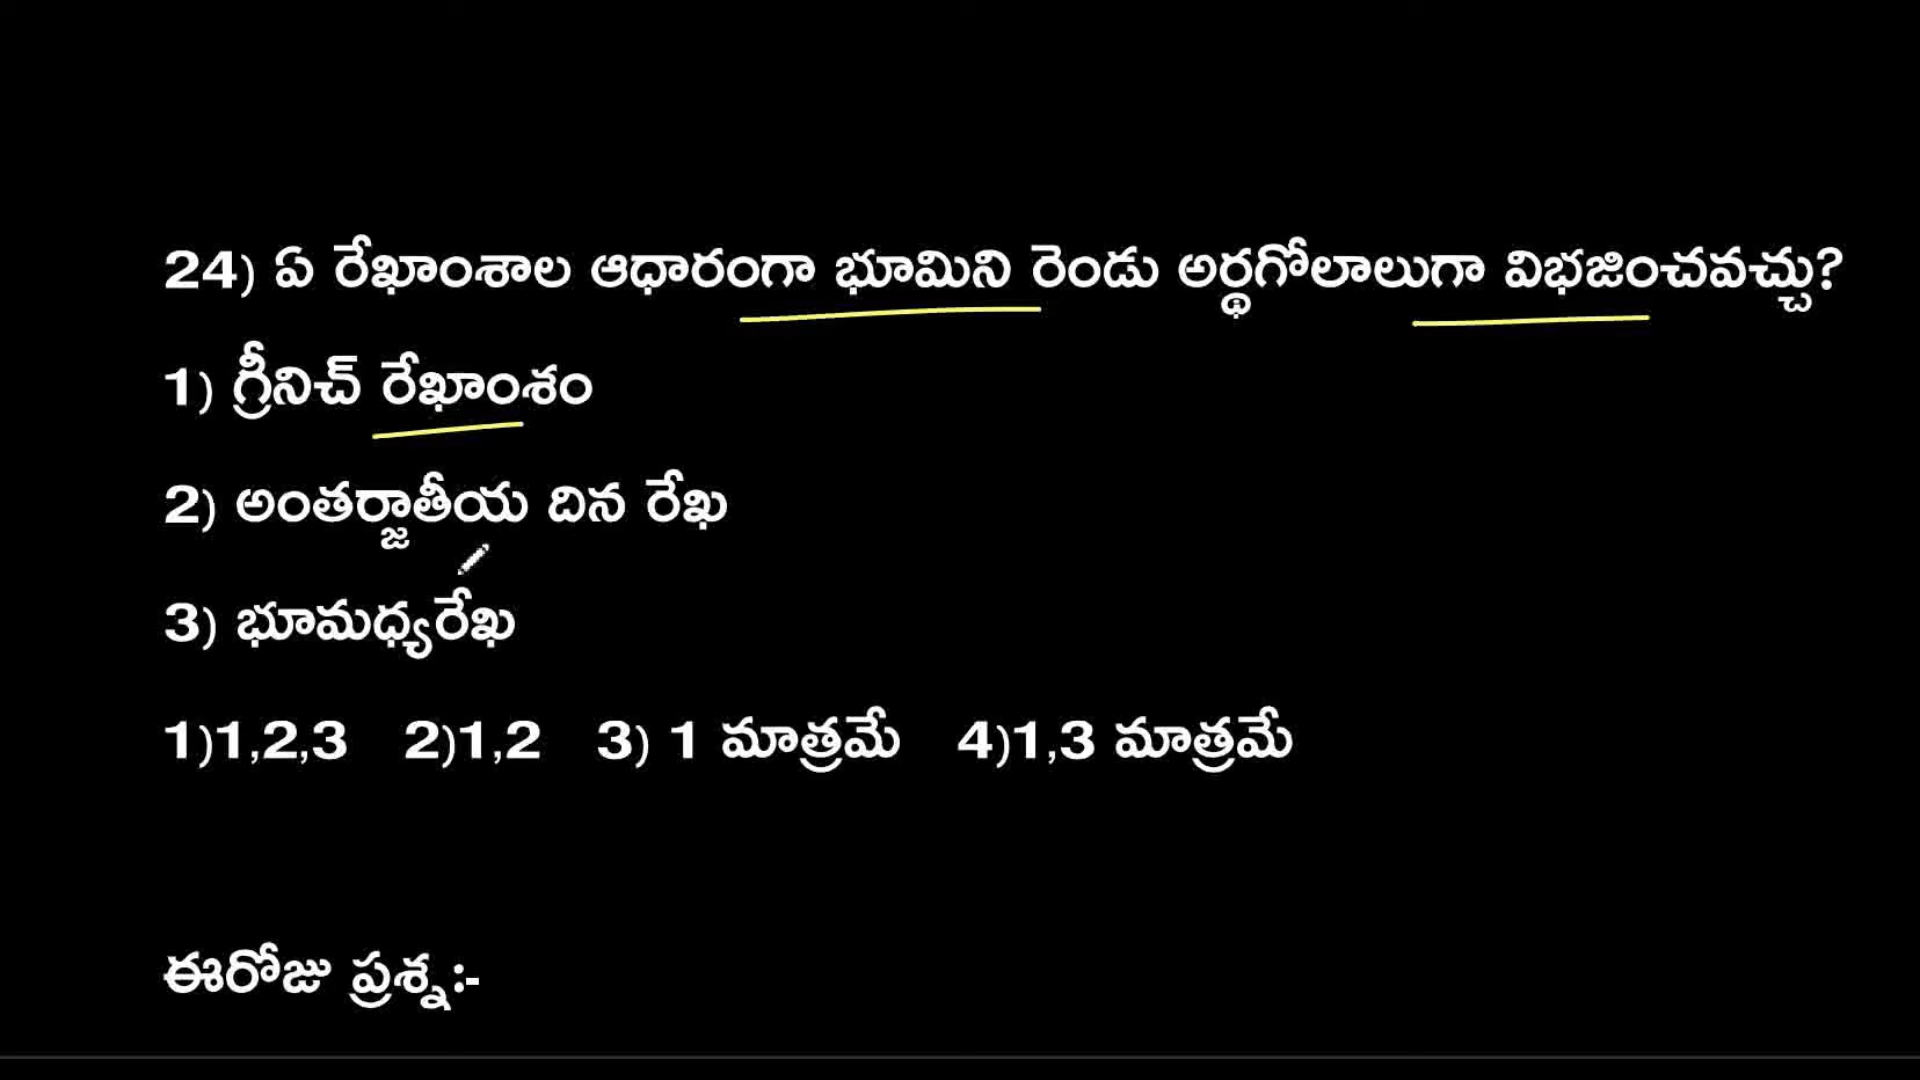 24) ఏ రేఖాంశాల ఆధారంగా భూమిని రెండు అర్థగోలాలుగా విభజించవచ్చు?
1) గ్రీనిచ్ రేఖాంశం
2) అంతర్జాతీయ దిన రేఖ
3) భూమధ్యరేఖ
1)1,2,3 2)1,2 3) 1 మాత్రమే 4)1,3 మాత్రమే
ఈరోజు ప్రశ్న:-